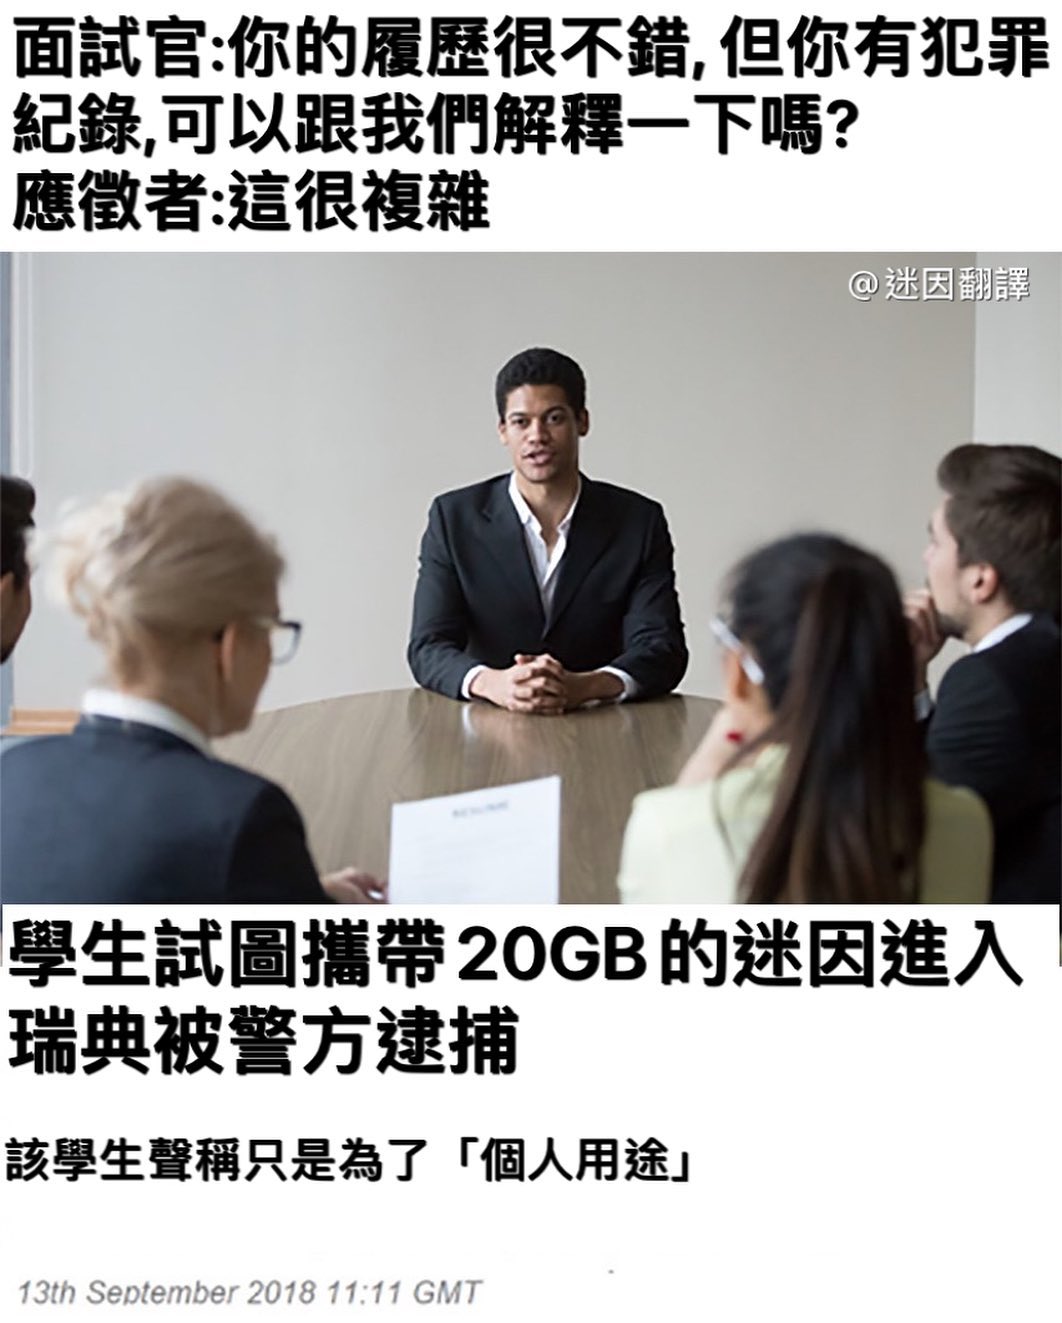 面試官:你的履歷很不錯, 但你有犯罪
紀錄,可以跟我們解釋一下嗎?
應徵者:這很複雜
@迷因翻譯
學生試圖攜帶20GB的迷因進入
瑞典被警方逮捕
該學生聲稱只是為了「個人用途」
13th September 2018 11:11 GMT